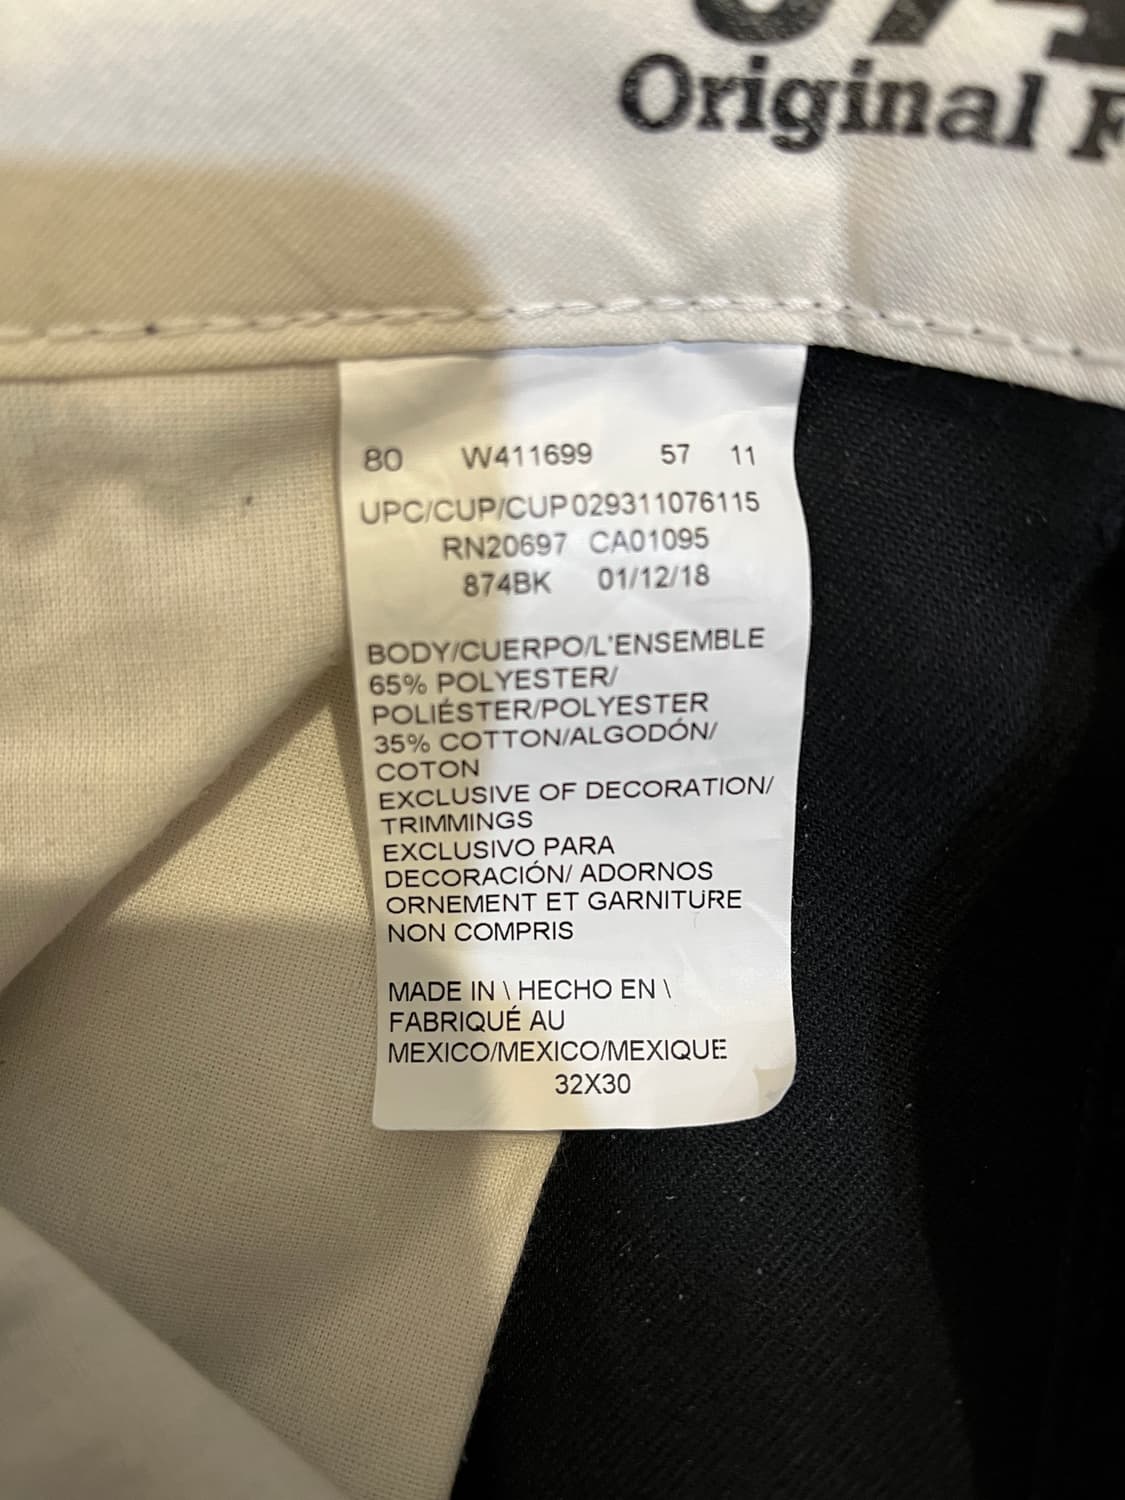 874
Original F
80 W411699 57 11
UPC/CUP/CUP029311076115
RN20697 CA01095
874BK 01/12/18
BODY/CUERPO/L'ENSEMBLE
65% POLYESTER/
POLIÉSTER/POLYESTER
35% COTTON/ALGODÓN/
COTON
EXCLUSIVE OF DECORATION/
TRIMMINGS
EXCLUSIVO PARA
DECORACIÓN/ ADORNOS
ORNEMENT ET GARNITURE
NON COMPRIS
MADE IN \ HECHO EN \
FABRIQUÉ AU
MEXICO/MEXICO/MEXIQUE
32X30